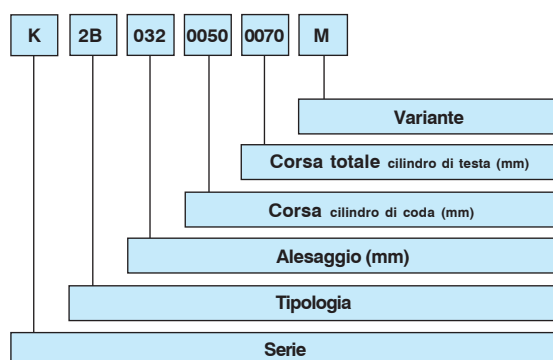 K 2B 032 0050 0070 M
Variante
Corsa totale cilindro di testa (mm)
Corsa cilindro di coda (mm)
Alesaggio (mm)
Tipologia
Serie